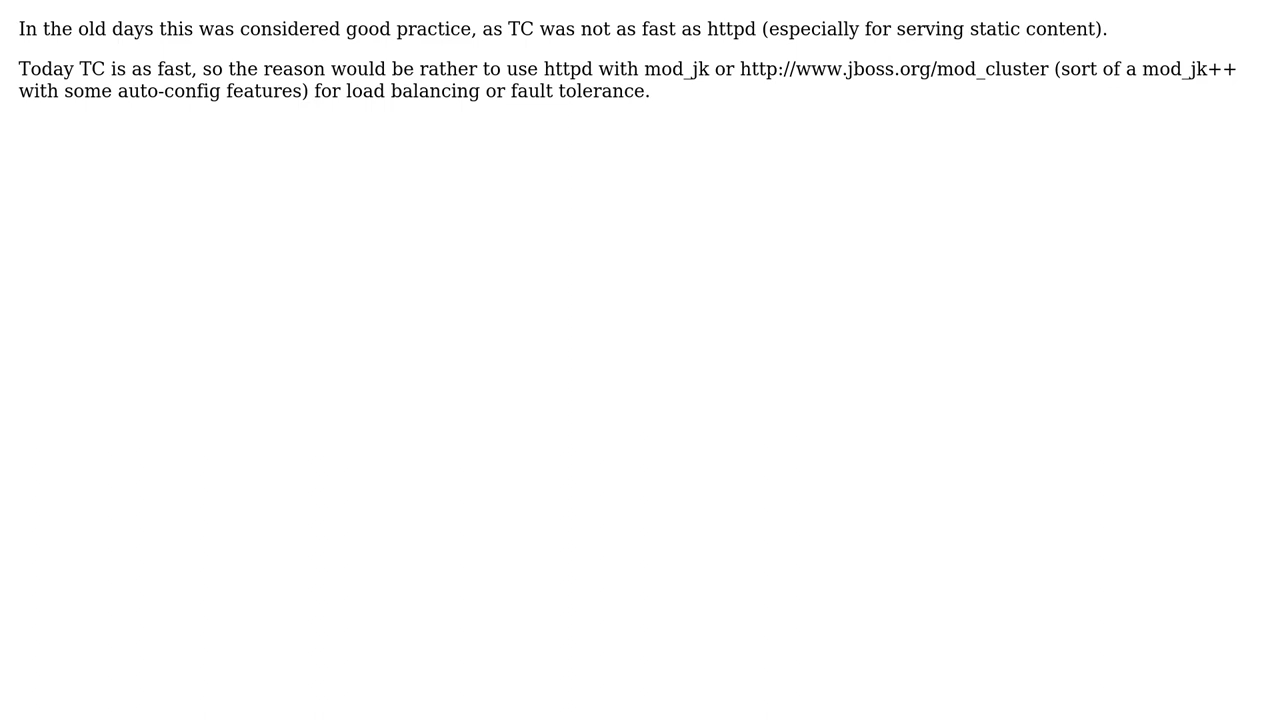 In the old days this was considered good practice, as TC was not as fast as httpd (especially for serving static content).
Today TC is as fast, so the reason would be rather to use httpd with mod_jk or http://www.jboss.org/mod_cluster (sort of a mod_jk++
with some auto-config features) for load balancing or fault tolerance.